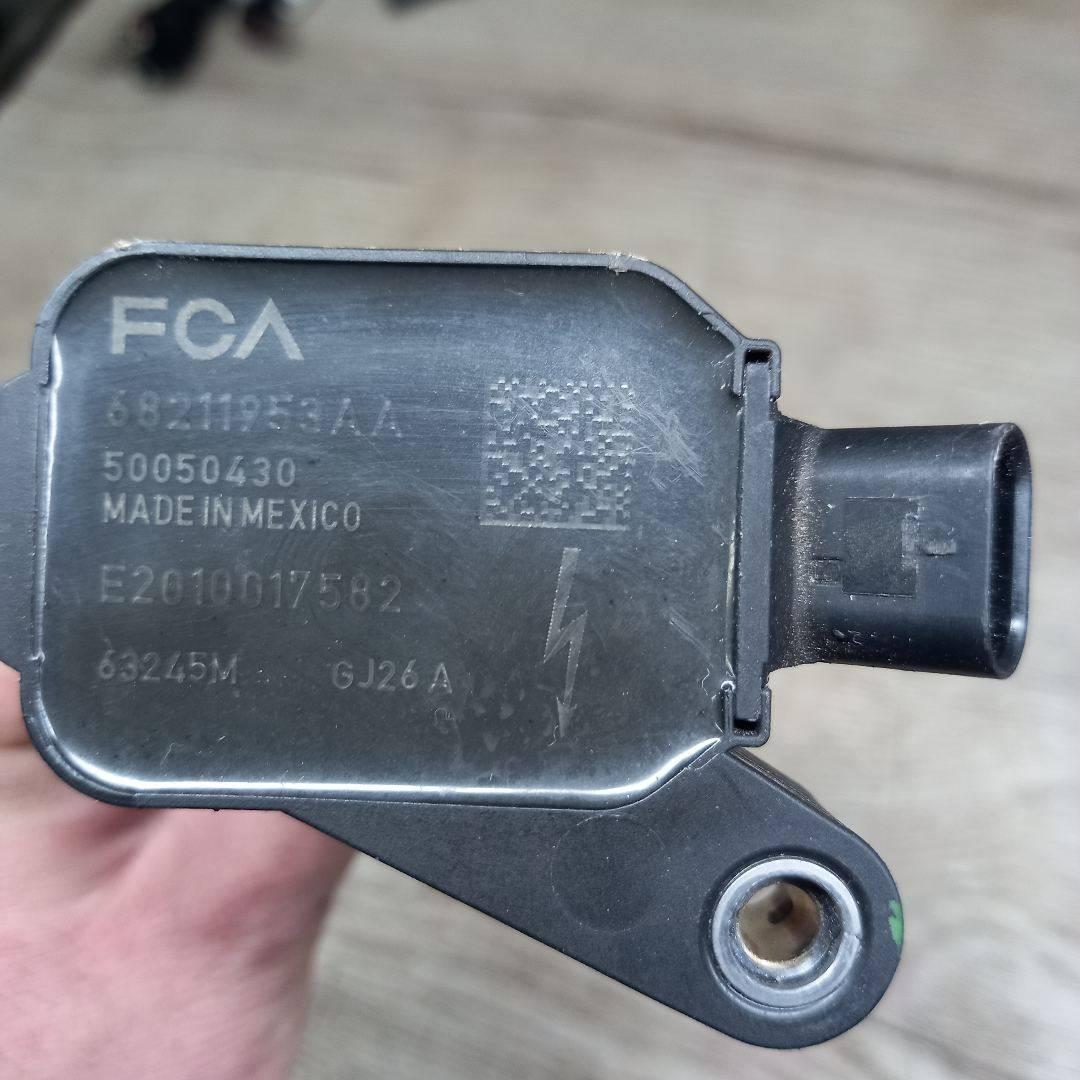 FCA
68211953AA
50050430
MADE IN MEXICO
E2010017582
63245M GJ26 A